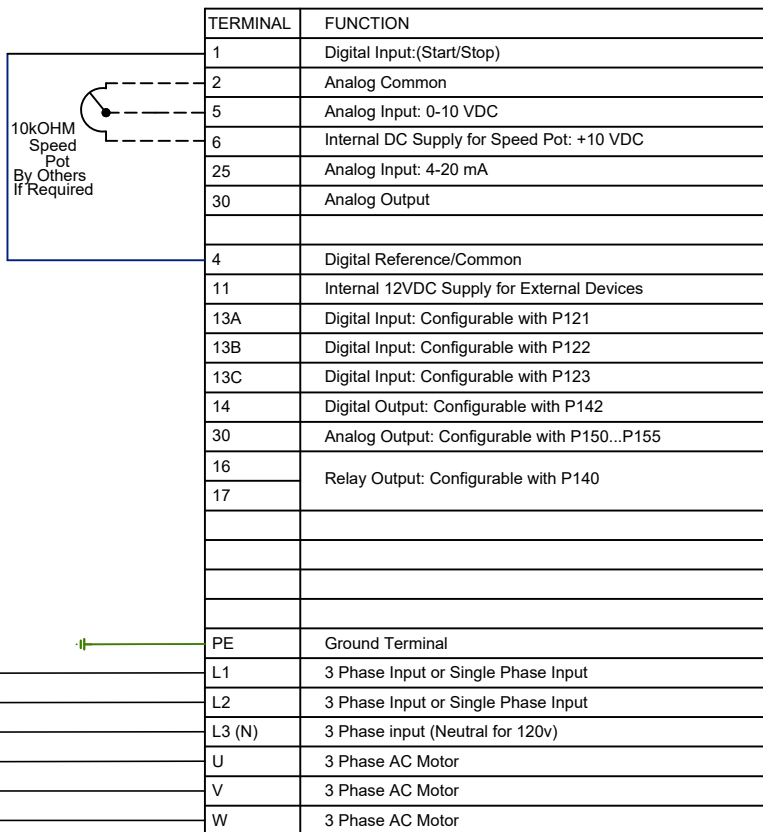 TERMINAL FUNCTION
1 Digital Input:(Start/Stop)
2 Analog Common
5 Analog Input: 0-10 VDC
6 Internal DC Supply for Speed Pot: +10 VDC
25 Analog Input: 4-20 mA
30 Analog Output
10kOHM
Speed
Pot
By Others
If Required
4 Digital Reference/Common
11 Internal 12VDC Supply for External Devices
13A Digital Input: Configurable with P121
13B Digital Input: Configurable with P122
13C Digital Input: Configurable with P123
14 Digital Output: Configurable with P142
30 Analog Output: Configurable with P150...P155
16
Relay Output: Configurable with P140
17
PE Ground Terminal
L1 3 Phase Input or Single Phase Input
L2 3 Phase Input or Single Phase Input
L3 (N) 3 Phase input (Neutral for 120v)
U 3 Phase AC Motor
V 3 Phase AC Motor
W 3 Phase AC Motor